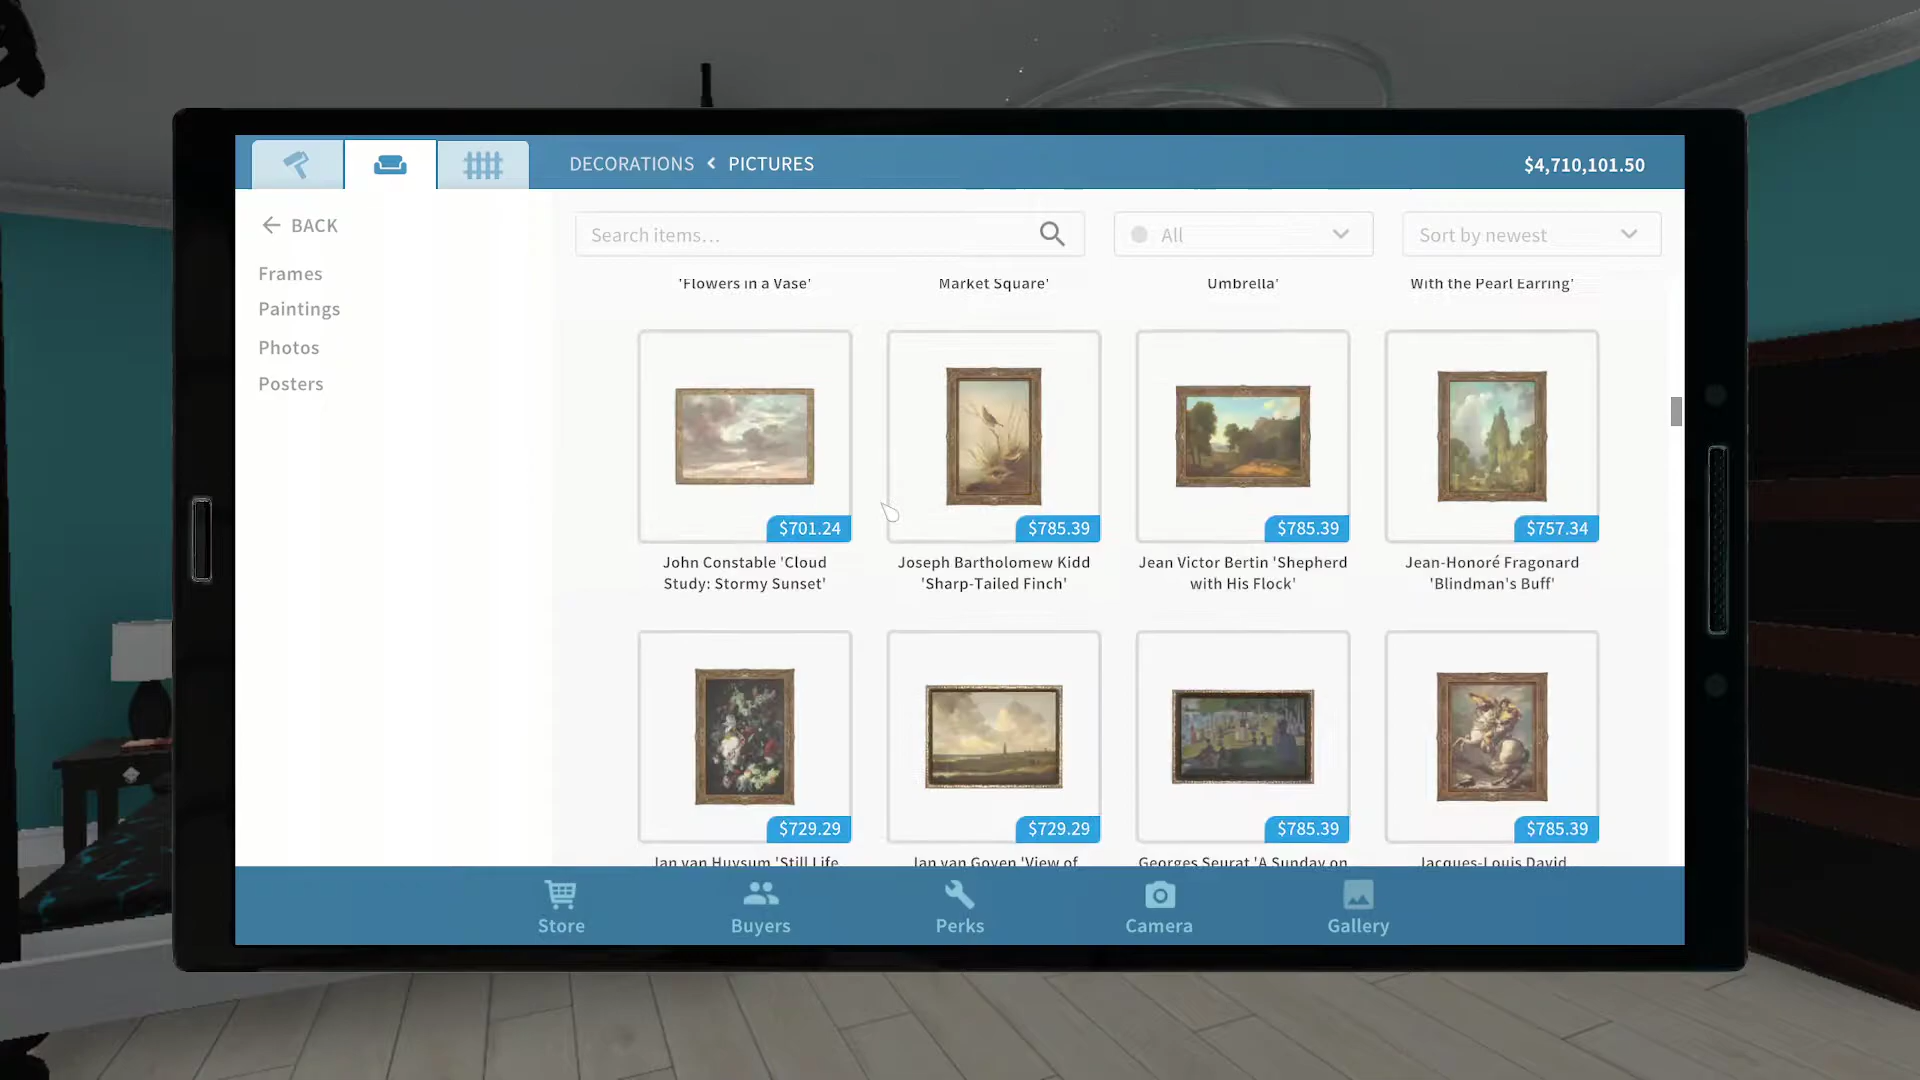 DECORATIONS < PICTURES
$4,710,101.50
BACK
Search items...
All
Sort by newest
Frames
Paintings
Photos
Posters
'Flowers in a Vase'
Market Square'
Umbrella'
With the Pearl Earring'
$701.24
$785.39
$785.39
$757.34
John Constable 'Cloud
Study: Stormy Sunset'
Joseph Bartholomew Kidd
'Sharp-Tailed Finch'
Jean Victor Bertin 'Shepherd
with His Flock'
Jean-Honoré Fragonard
'Blindman's Buff'
$729.29
$729.29
$785.39
$785.39
Jan van Huysum 'Still Life
Jan van Goyen 'View of
Georges Seurat 'A Sunday on
Jacques-Louis David
Store
Buyers
Perks
Camera
Gallery